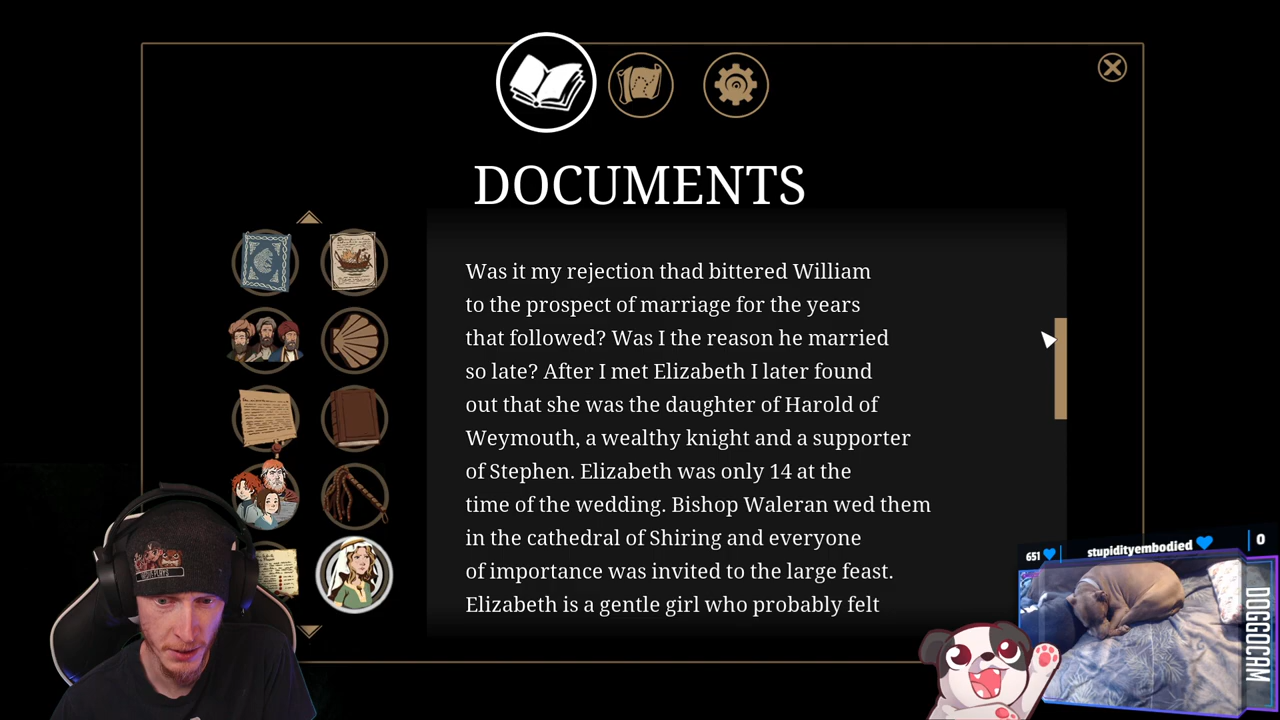 DOCUMENTS
Was it my rejection thad bittered William
to the prospect of marriage for the years
that followed? Was I the reason he married
so late? After I met Elizabeth I later found
out that she was the daughter of Harold of
Weymouth, a wealthy knight and a supporter
of Stephen. Elizabeth was only 14 at the
time of the wedding. Bishop Waleran wed them
in the cathedral of Shiring and everyone
of importance was invited to the large feast.
Elizabeth is a gentle girl who probably felt
651
stupidityembodied
0
DOGGOCAM